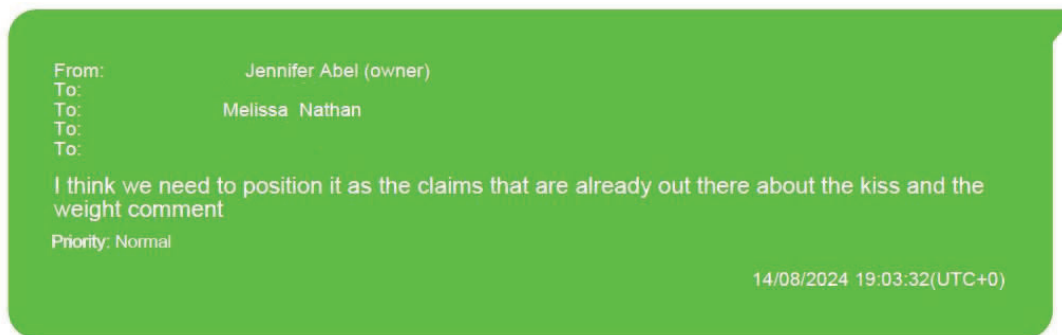 From: Jennifer Abel (owner)
To:
To: Melissa Nathan
To:
To:
I think we need to position it as the claims that are already out there about the kiss and the
weight comment
Priority: Normal
14/08/2024 19:03:32(UTC+0)